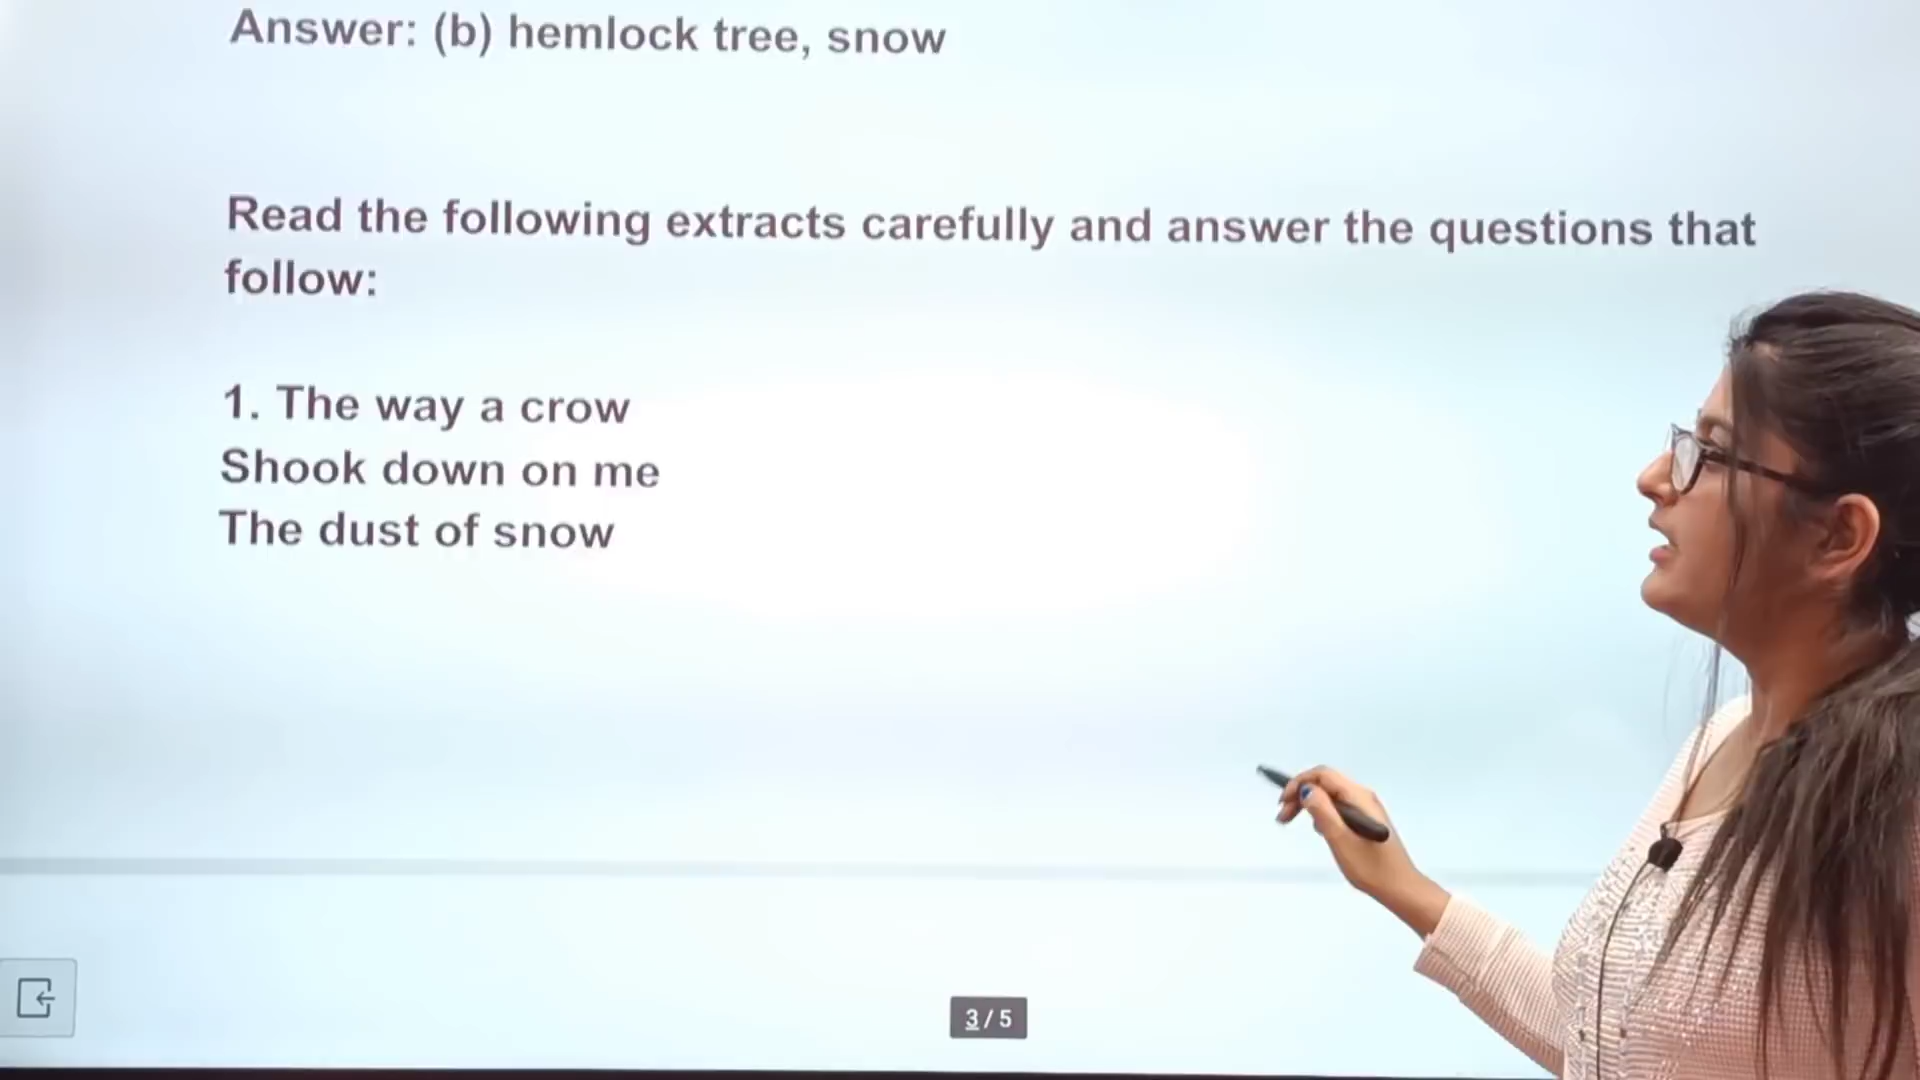 Answer: (b) hemlock tree, snow
Read the following extracts carefully and answer the questions that
follow:
1. The way a crow
Shook down on me
The dust of snow
3 / 5